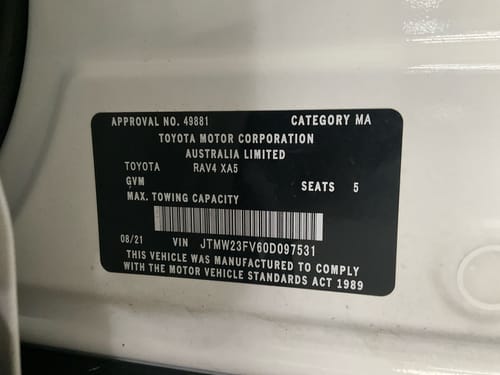 APPROVAL NO. 49881 CATEGORY MA
TOYOTA MOTOR CORPORATION
AUSTRALIA LIMITED
TOYOTA RAV4 XA5
GVM SEATS 5
MAX. TOWING CAPACITY
08/21 VIN JTMW23FV60D097531
THIS VEHICLE WAS MANUFACTURED TO COMPLY
WITH THE MOTOR VEHICLE STANDARDS ACT 1989